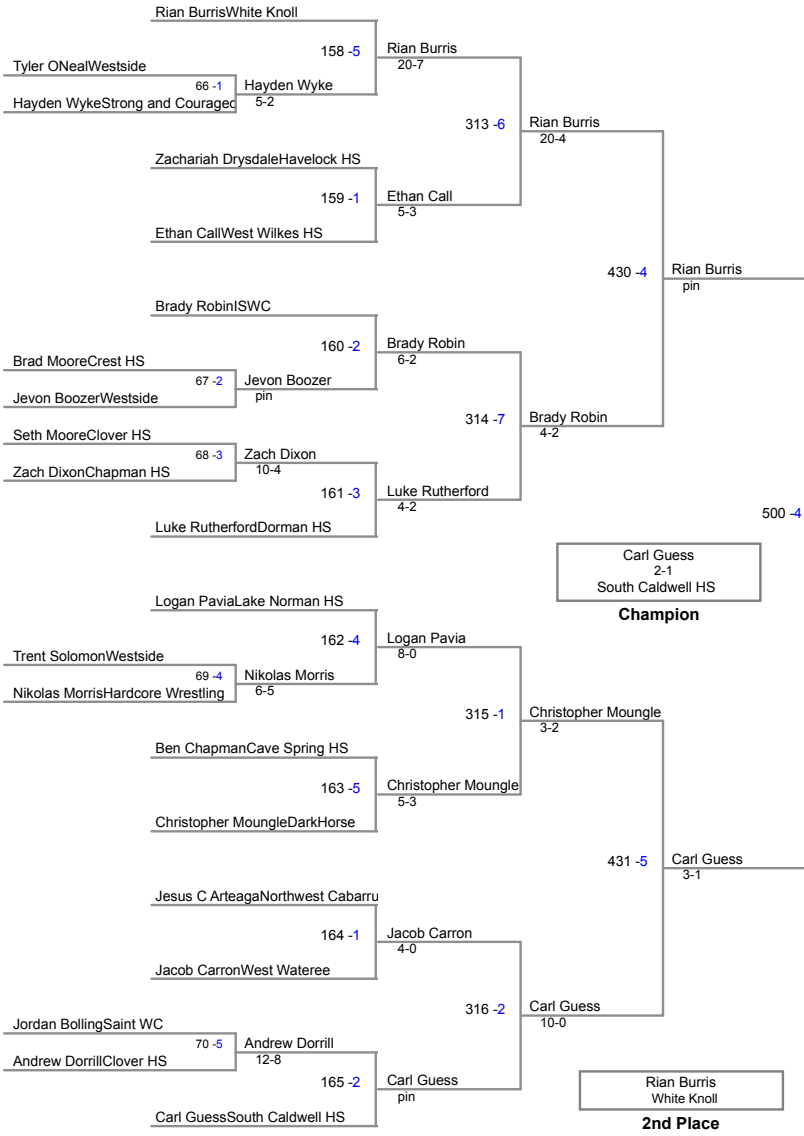 Rian BurrisWhite Knoll
158 -5
Rian Burris
20-7
Tyler ONealWestside
66 -1
Hayden Wyke
5-2
Hayden WykeStrong and Couraged
313 -6
Rian Burris
20-4
Zachariah DrysdaleHavelock HS
159 -1
Ethan Call
5-3
Ethan CallWest Wilkes HS
430 -4
Rian Burris
pin
Brady RobinISWC
160 -2
Brady Robin
6-2
Brad MooreCrest HS
67 -2
Jevon Boozer
pin
Jevon BoozerWestside
314 -7
Brady Robin
4-2
Seth MooreClover HS
68 -3
Zach Dixon
10-4
Zach DixonChapman HS
161 -3
Luke Rutherford
4-2
Luke RutherfordDorman HS
500 -4
Carl Guess
2-1
South Caldwell HS
Champion
Logan PaviaLake Norman HS
162 -4
Logan Pavia
8-0
Trent SolomonWestside
69 -4
Nikolas Morris
6-5
Nikolas MorrisHardcore Wrestling
315 -1
Christopher Moungle
3-2
Ben ChapmanCave Spring HS
163 -5
Christopher Moungle
5-3
Christopher MoungleDarkHorse
431 -5
Carl Guess
3-1
Jesus C ArteagaNorthwest Cabarru
164 -1
Jacob Carron
4-0
Jacob CarronWest Wateree
316 -2
Carl Guess
10-0
Jordan BollingSaint WC
70 -5
Andrew Dorrill
12-8
Andrew DorrillClover HS
165 -2
Carl Guess
pin
Carl GuessSouth Caldwell HS
Rian Burris
White Knoll
2nd Place